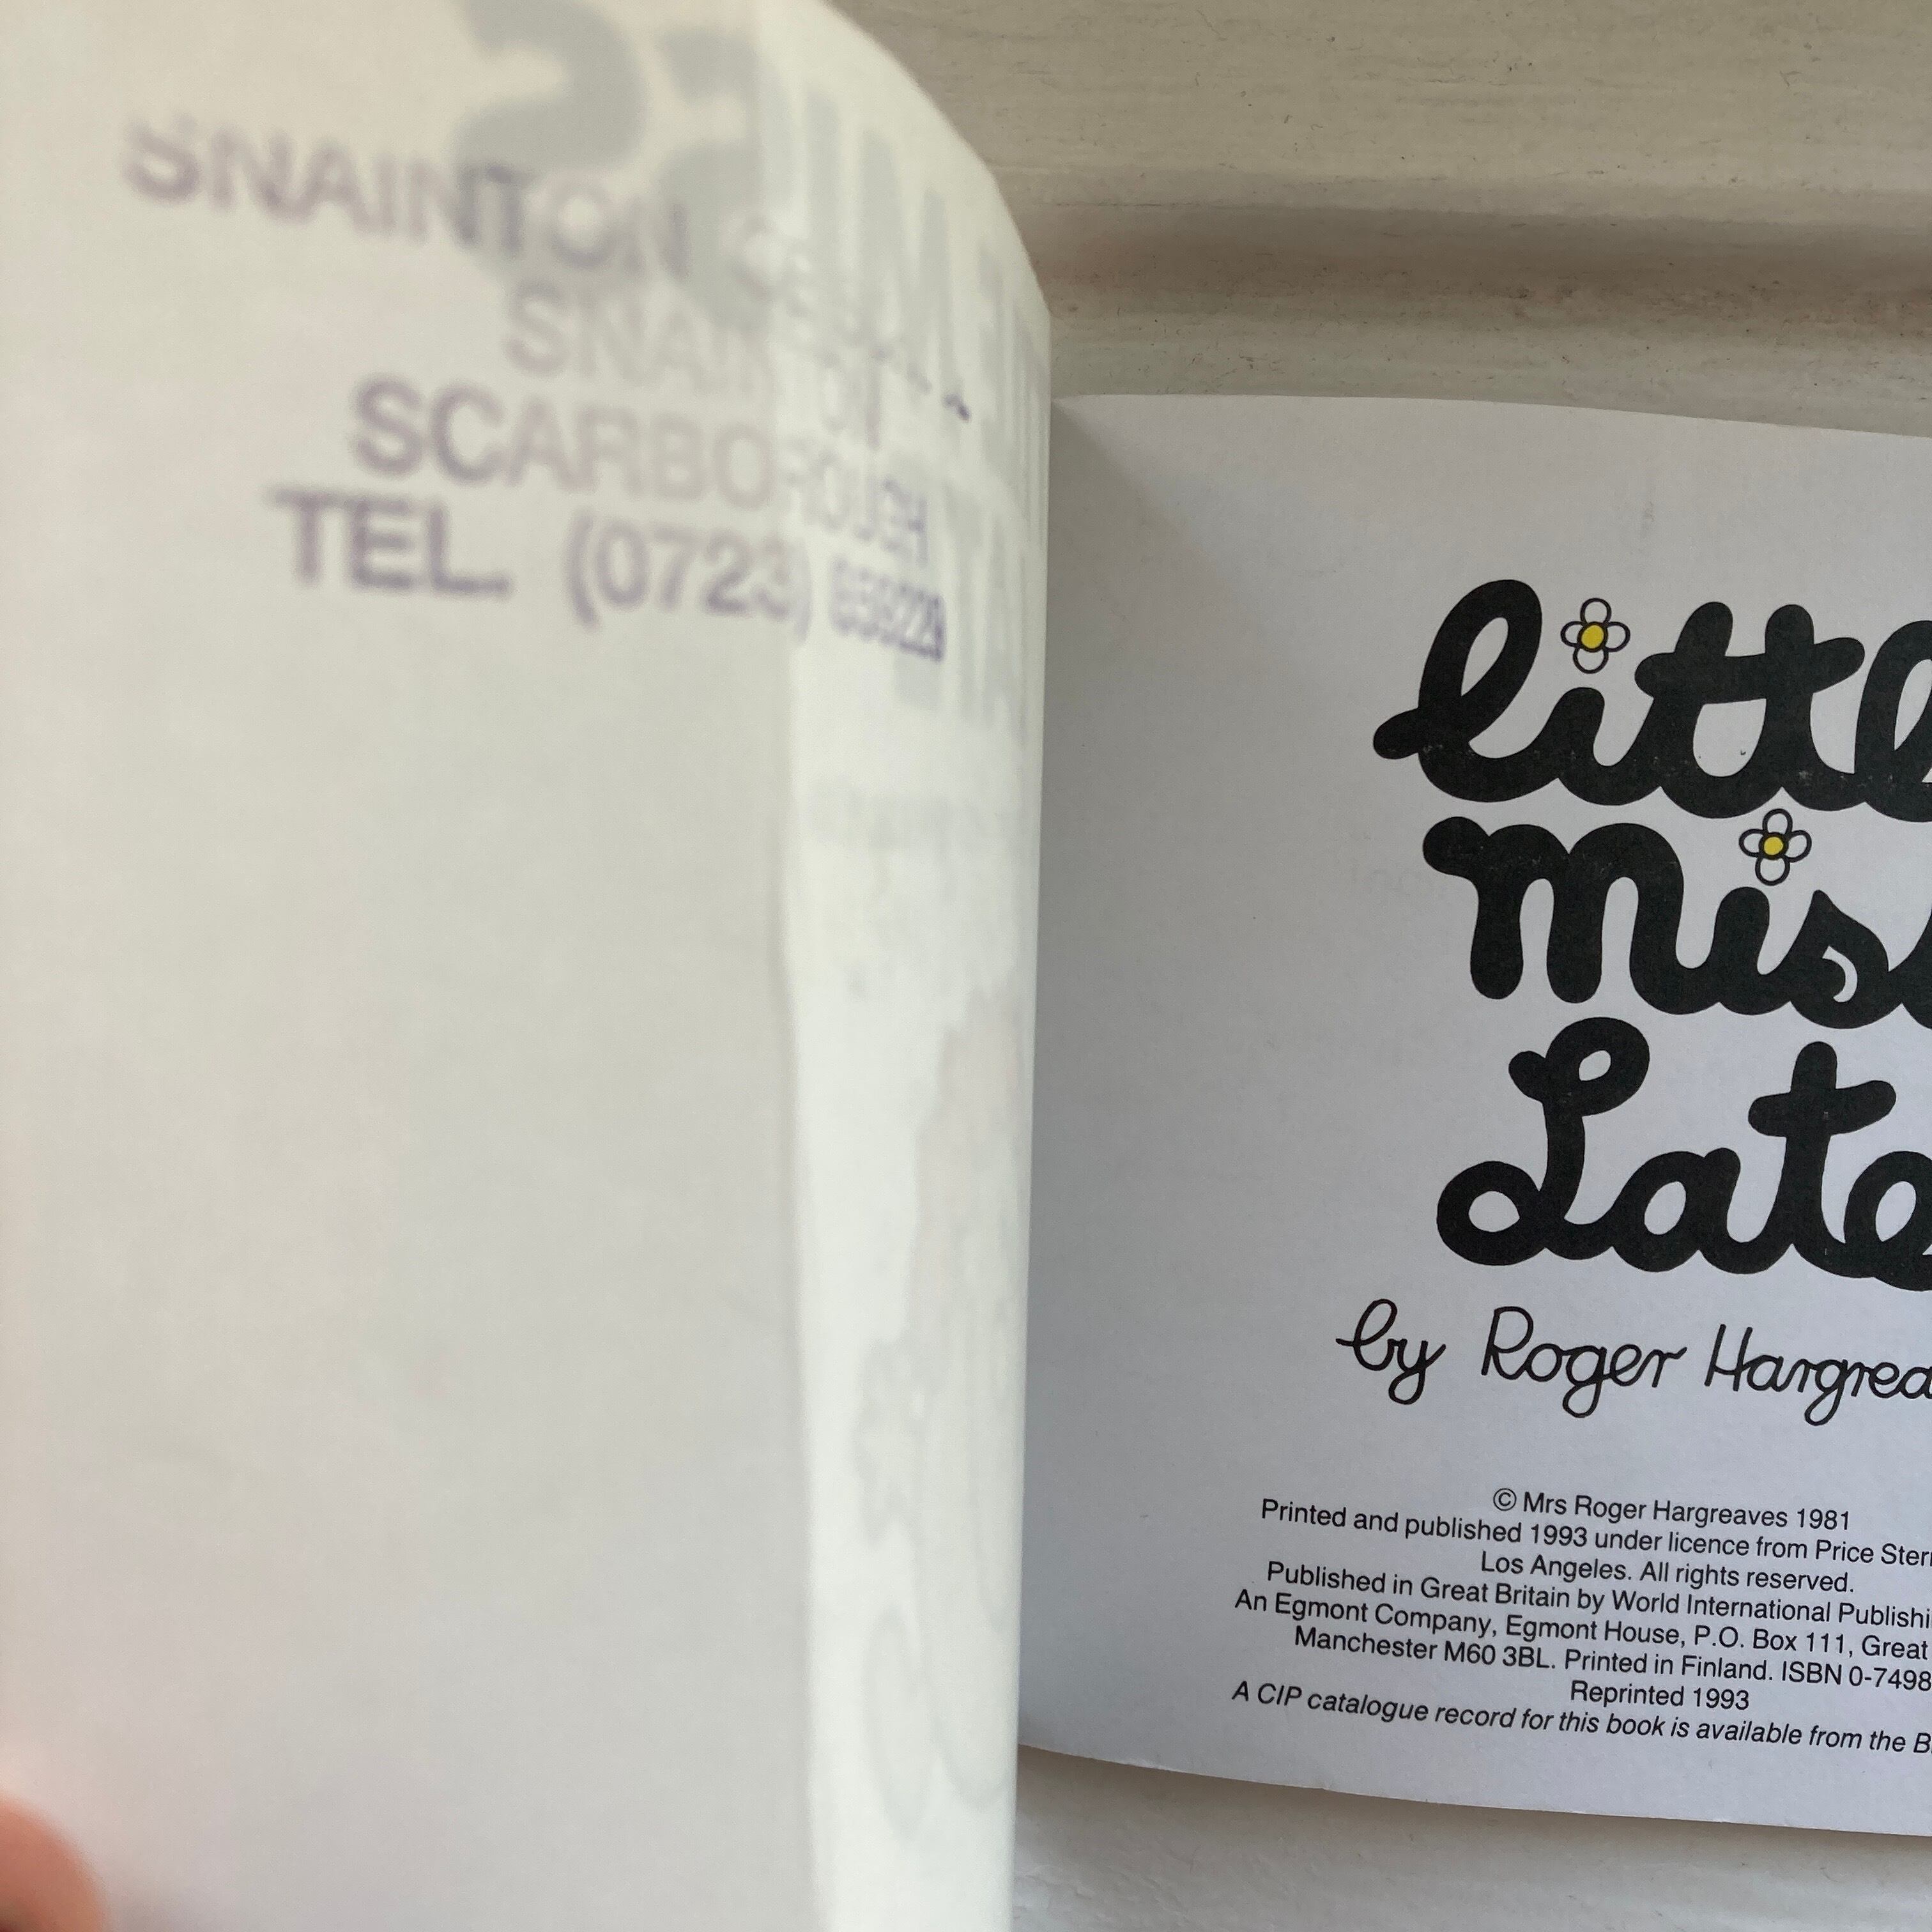 SNAINTON
SNAINTON
SCARBOROUGH
TEL. (0723) 859229
little
Miss
Late
by Roger Hargrea
© Mrs Roger Hargreaves 1981
Printed and published 1993 under licence from Price Stern
Los Angeles. All rights reserved.
Published in Great Britain by World International Publishi
An Egmont Company, Egmont House, P.O. Box 111, Great
Manchester M60 3BL. Printed in Finland. ISBN 0-7498
Reprinted 1993
A CIP catalogue record for this book is available from the B